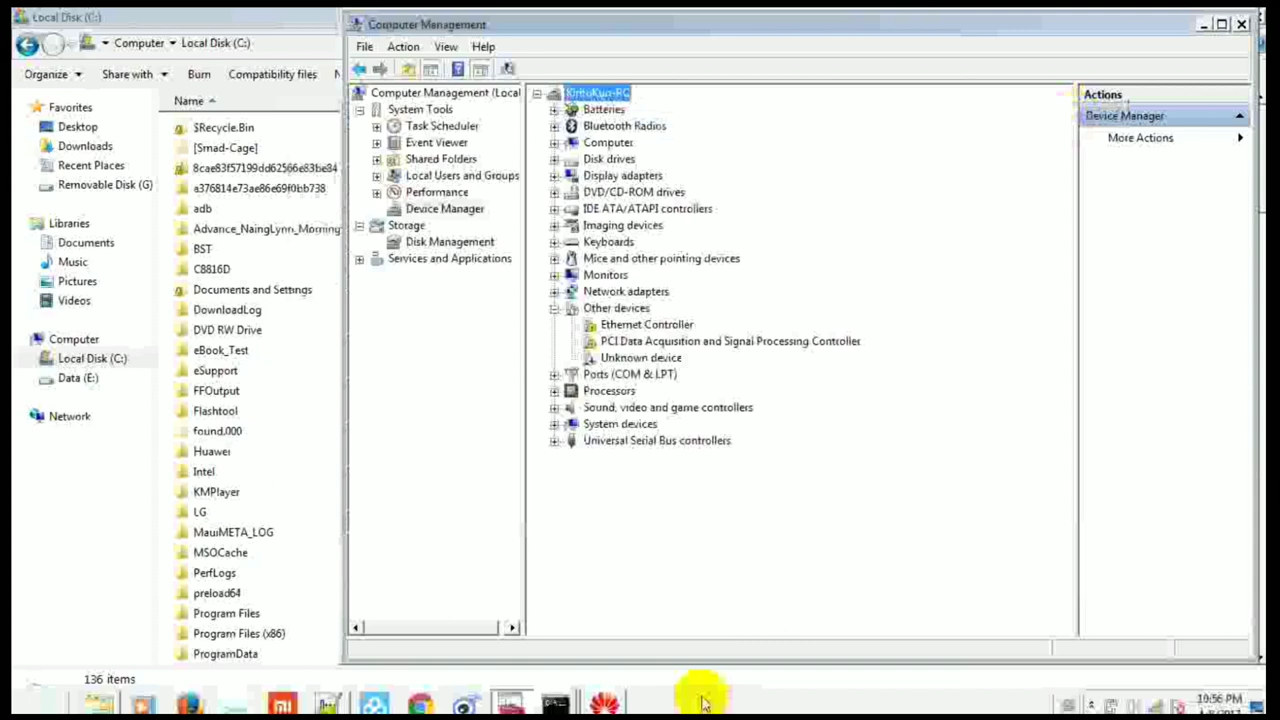 Local Disk (C:)
Computer Management
Computer ▾ Local Disk (C:)
File Action View Help
Organize Share with Burn Compatibility files
Name
Favorites
Desktop
Downloads
Recent Places
Removable Disk (G)
Libraries
Documents
Music
Pictures
Videos
Computer
Local Disk (C:)
Data (E:)
Network
$Recycle.Bin
[Smad-Cage]
8cae83f57199dd62566e83be84
a376814e73ae86e69f0bb738
adb
Advance_NaingLynn_Morning
BST
C8816D
Documents and Settings
DownloadLog
DVD RW Drive
eBook_Test
eSupport
FFOutput
Flashtool
found.000
Huawei
Intel
KMPlayer
LG
MauiMETA_LOG
MSOCache
PerfLogs
preload64
Program Files
Program Files (x86)
ProgramData
136 items
Computer Management (Local
System Tools
Task Scheduler
Event Viewer
Shared Folders
Local Users and Groups
Performance
Device Manager
Storage
Disk Management
Services and Applications
Batteries
Bluetooth Radios
Computer
Disk drives
Display adapters
DVD/CD-ROM drives
IDE ATA/ATAPI controllers
Imaging devices
Keyboards
Mice and other pointing devices
Monitors
Network adapters
Other devices
Ethernet Controller
PCI Data Acquisition and Signal Processing Controller
Unknown device
Ports (COM & LPT)
Processors
Sound, video and game controllers
System devices
Universal Serial Bus controllers
Actions
Device Manager
More Actions
10:56 PM